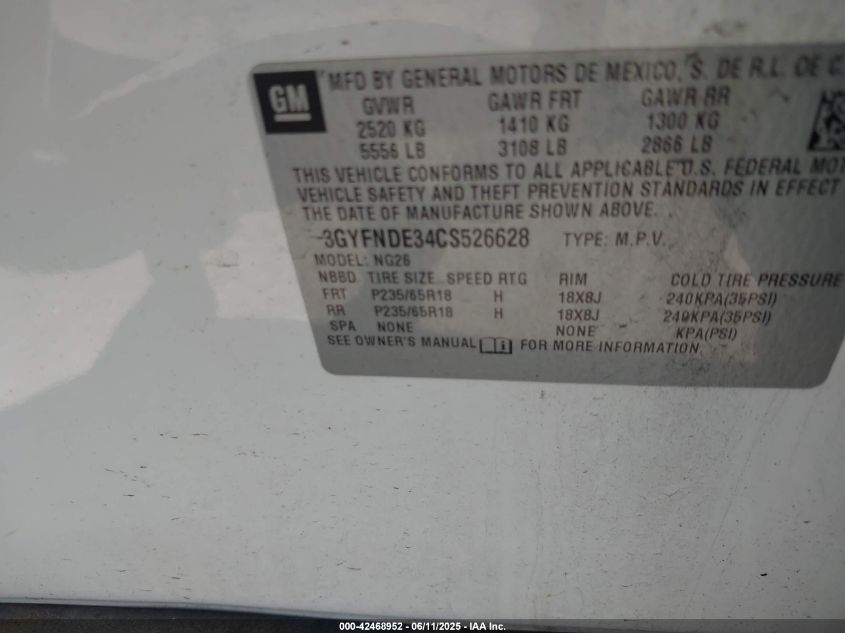 GM
MFD BY GENERAL MOTORS DE MEXICO, S. DE R.L. DE C.
GVWR GAWR FRT GAWR RR
2520 KG 1410 KG 1300 KG
5556 LB 3108 LB 2866 LB
THIS VEHICLE CONFORMS TO ALL APPLICABLE U.S. FEDERAL MOT
VEHICLE SAFETY AND THEFT PREVENTION STANDARDS IN EFFECT
THE DATE OF MANUFACTURE SHOWN ABOVE.
3GYFNDE34CS526628 TYPE: M.P.V.
MODEL: NG26
NBBD TIRE SIZE SPEED RTG RIM COLD TIRE PRESSURE
FRT P235/65R18 H 18X8J 240KPA(35PSI)
RR P235/65R18 H 18X8J 240KPA(35PSI)
SPA NONE NONE KPA(PSI)
SEE OWNER'S MANUAL FOR MORE INFORMATION
000-42468952 - 06/11/2025 - IAA Inc.